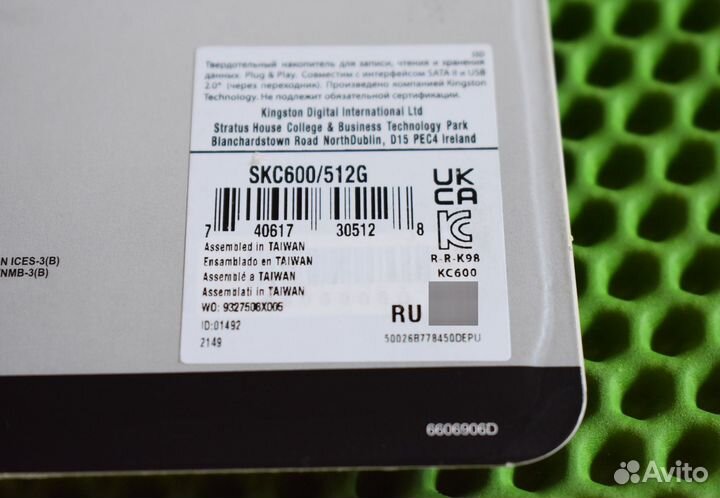 SSD
Твердотельный накопитель для записи, чтения и хранения
данных. Plug & Play. Совместим с интерфейсом SATA II и USB
2.0* (через переходник). Произведено компанией Kingston
Technology. Не подлежит обязательной сертификации.
Kingston Digital International Ltd
Stratus House College & Business Technology Park
Blanchardstown Road NorthDublin, D15 PEC4 Ireland
SKC600/512G
7 40617 30512 8
UK
CA
Assembled in TAIWAN
Ensamblado en TAIWAN
Assemblé a TAIWAN
Assemblati in TAIWAN
WO: 9327506X005
ID:01492
2149
R-R-K98
KC600
RU
50026B778450DEPU
N ICES-3(B)
NMB-3(B)
6606906D
Avito